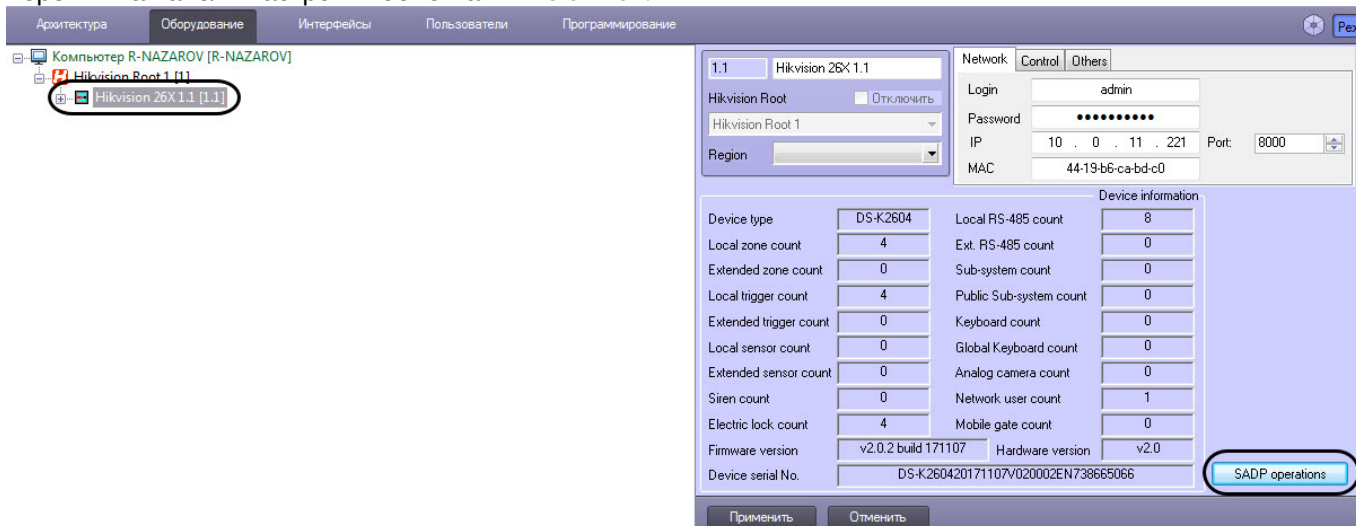 Архитектура Оборудование Интерфейсы Пользователи Программирование
Компьютер R-NAZAROV [R-NAZAROV]
Hikvision Root 1 [1]
Hikvision 26X 1.1 [1.1]
1.1 Hikvision 26X 1.1
Hikvision Root Отключить
Hikvision Root 1
Region
Network Control Others
Login admin
Password ●●●●●●●●●●
IP 10 . 0 . 11 . 221 Port: 8000
MAC 44-19-b6-ca-bd-c0
Device information
Device type DS-K2604 Local RS-485 count 8
Local zone count 4 Ext. RS-485 count 0
Extended zone count 0 Sub-system count 0
Local trigger count 4 Public Sub-system count 0
Extended trigger count 0 Keyboard count 0
Local sensor count 0 Global Keyboard count 0
Extended sensor count 0 Analog camera count 0
Siren count 0 Network user count 1
Electric lock count 4 Mobile gate count 0
Firmware version v2.0.2 build 171107 Hardware version v2.0
Device serial No. DS-K260420171107V020002EN738665066 SADP operations
Применить Отменить